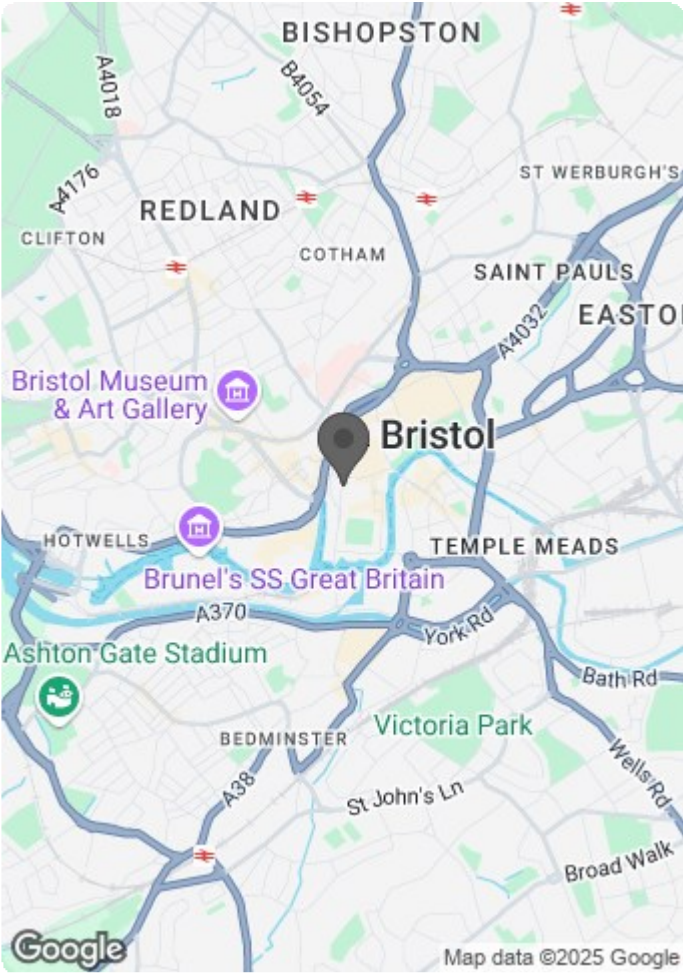 BISHOPSTON
A4018
B4054
A4176
ST WERBURGH'S
REDLAND
CLIFTON
COTHAM
SAINT PAULS
EASTO
A4032
Bristol Museum
& Art Gallery
Bristol
HOTWELLS
TEMPLE MEADS
Brunel's SS Great Britain
A370
York Rd
Ashton Gate Stadium
Bath Rd
Victoria Park
BEDMINSTER
Wells Rd
A38
St John's Ln
Broad Walk
Google
Map data ©2025 Google